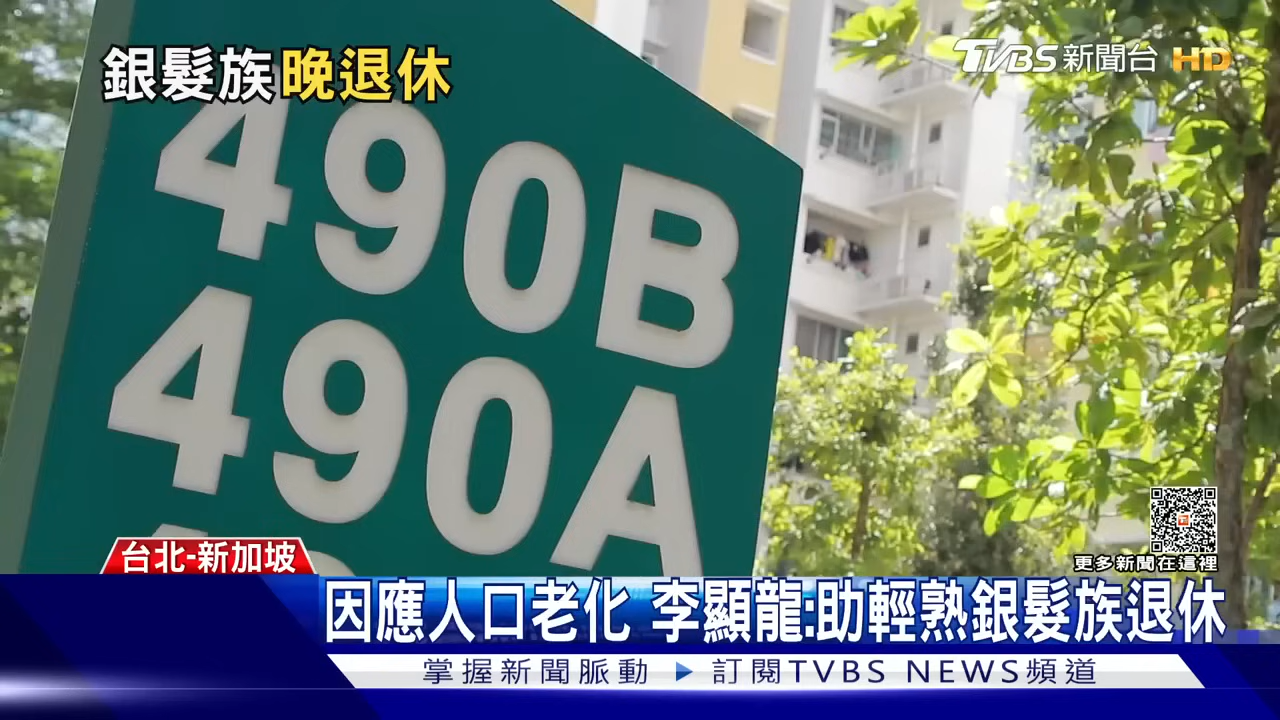 銀髮族晚退休
TVBS新聞台 HD
490B
490A
更多新聞在這裡
台北-新加坡
因應人口老化 李顯龍:助輕熟銀髮族退休
掌握新聞脈動 ▶ 訂閱TVBS NEWS頻道